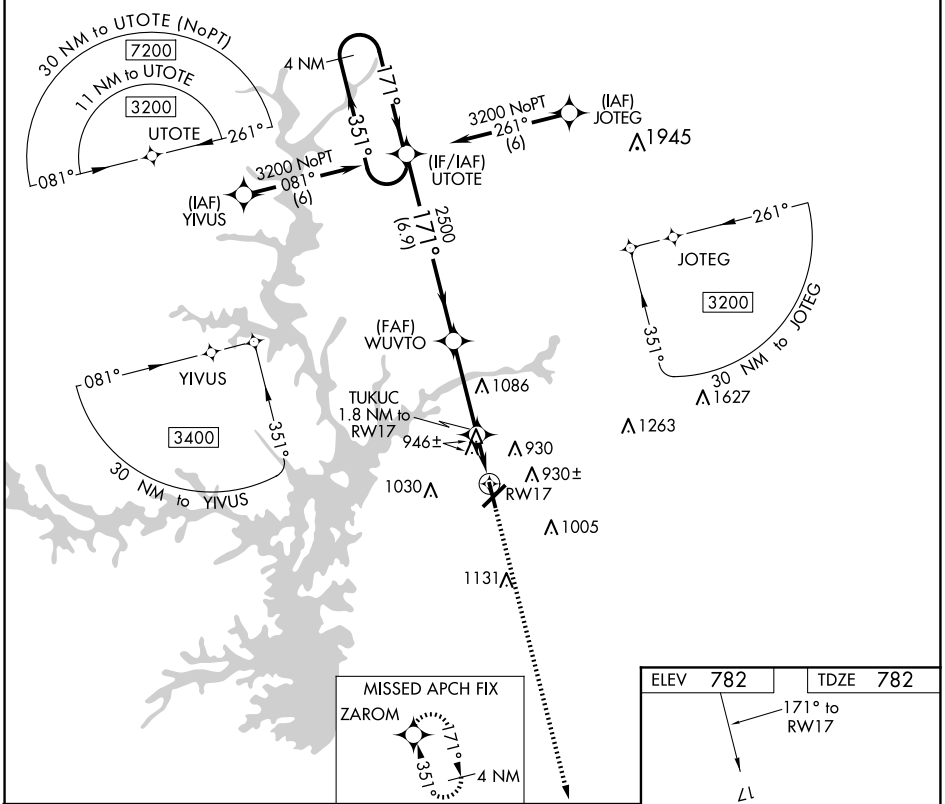 30 NM to UTOTE (NoPT)
7200
11 NM to UTOTE
3200
UTOTE
081°
261°
4 NM
171°
351°
3200 NoPT
261°
(6)
(IAF)
JOTEG
1945
(IF/IAF)
UTOTE
3200 NoPT
081°
(6)
(IAF)
YIVUS
2500
171°
(6.9)
261°
JOTEG
3200
351°
30 NM to JOTEG
(FAF)
WUVTO
081°
YIVUS
3400
351°
30 NM to YIVUS
1086
1627
1263
TUKUC
1.8 NM to
RW17
946±
930
930±
1030
RW17
1005
1131
MISSED APCH FIX
ZAROM
171°
351°
4 NM
ELEV 782
TDZE 782
171° to
RW17
17